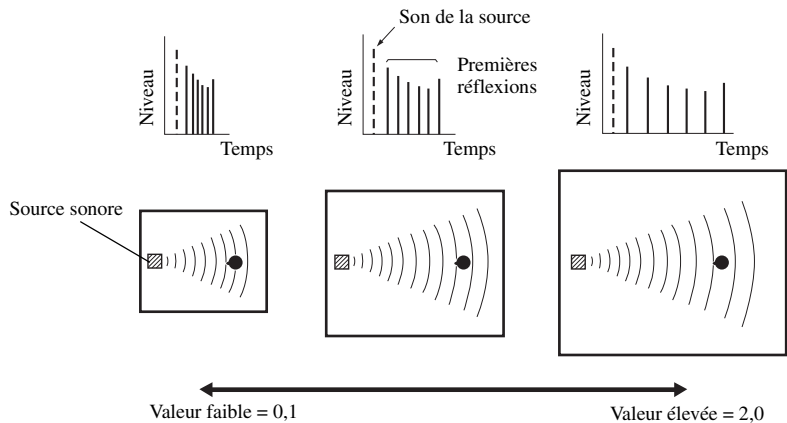 Son de la source
Niveau
Temps
Niveau
Premières
réflexions
Temps
Niveau
Temps
Source sonore
Valeur faible = 0,1
Valeur élevée = 2,0